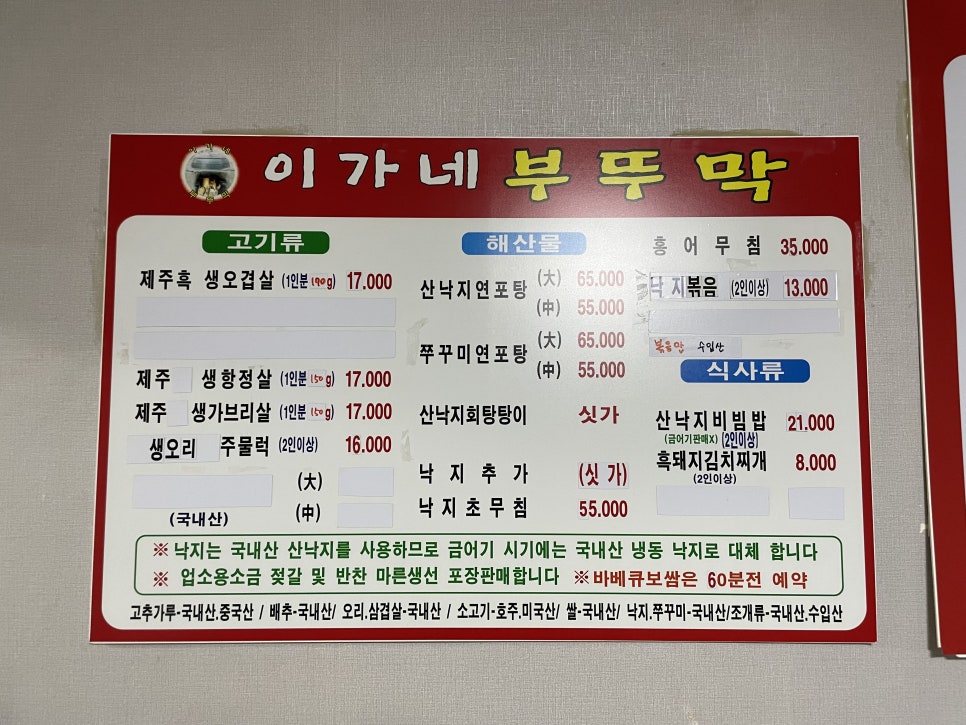 이가네 부뚜막
고기류
제주흑 생오겹살 (1인분 190g) 17.000
제주 생항정살 (1인분 150g) 17.000
제주 생가브리살 (1인분 150g) 17.000
생오리 주물럭 (2인이상) 16.000
(大)
(中)
(국내산)
해산물
산낙지연포탕 (大) 65.000
(中) 55.000
쭈꾸미연포탕 (大) 65.000
(中) 55.000
산낙지회탕탕이 싯가
낙지추가 (싯가)
낙지초무침 55.000
홍어무침 35.000
낙지볶음 (2인이상) 13.000
볶음만 수입산
식사류
산낙지비빔밥 21.000
(금어기판매X) (2인이상)
흑돼지김치찌개 8.000
(2인이상)
※낙지는 국내산 산낙지를 사용하므로 금어기 시기에는 국내산 냉동 낙지로 대체 합니다
※ 업소용소금 젖갈 및 반찬 마른생선 포장판매합니다 ※바베큐보쌈은 60분전 예약
고추가루-국내산.중국산 / 배추-국내산/ 오리.삼겹살-국내산 / 소고기-호주.미국산/ 쌀-국내산/ 낙지.쭈꾸미-국내산/조개류-국내산.수입산